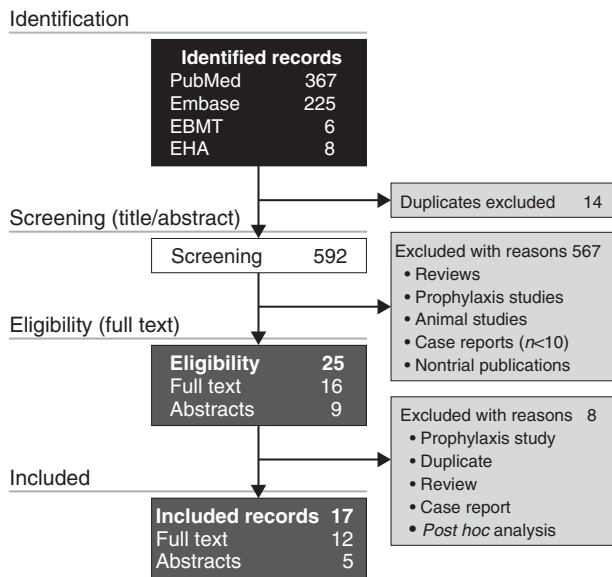 Identification
Identified records
PubMed 367
Embase 225
EBMT 6
EHA 8
Duplicates excluded 14
Screening (title/abstract)
Screening 592
Excluded with reasons 567
• Reviews
• Prophylaxis studies
• Animal studies
• Case reports (n<10)
• Nontrial publications
Eligibility (full text)
Eligibility 25
Full text 16
Abstracts 9
Excluded with reasons 8
• Prophylaxis study
• Duplicate
• Review
• Case report
• Post hoc analysis
Included
Included records 17
Full text 12
Abstracts 5